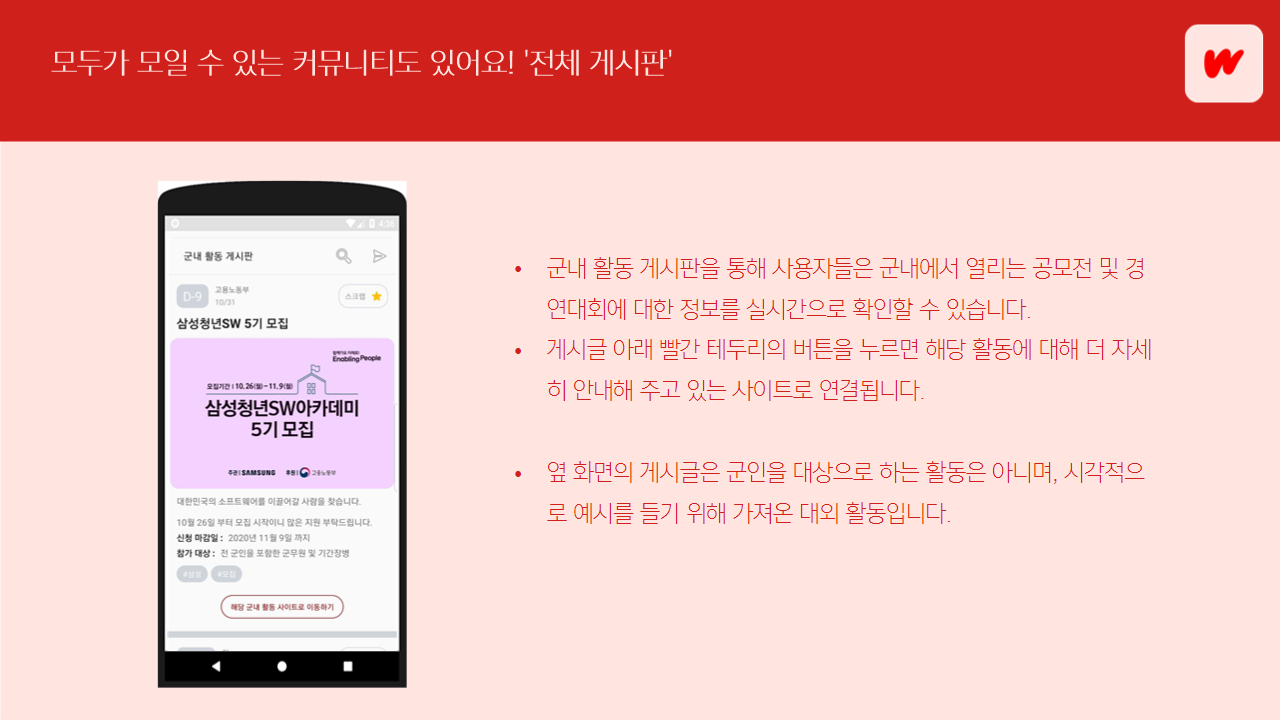 모두가 모일 수 있는 커뮤니티도 있어요! '전체 게시판'
W
4:36
군내 활동 게시판
D-9
고용노동부
10/31
스크랩
삼성청년SW 5기 모집
함께가요 미래로!
Enabling People
모집기간 | 10. 26(월) ~ 11. 9(월)
삼성청년SW아카데미
5기 모집
주관 | SAMSUNG 후원 | 고용노동부
대한민국의 소프트웨어를 이끌어갈 사람을 찾습니다.
10월 26일 부터 모집 시작이니 많은 지원 부탁드립니다.
신청 마감일 : 2020년 11월 9일 까지
참가 대상 : 전 군인을 포함한 군무원 및 기간장병
#삼성 #모집
해당 군내 활동 사이트로 이동하기
• 군내 활동 게시판을 통해 사용자들은 군내에서 열리는 공모전 및 경
연대회에 대한 정보를 실시간으로 확인할 수 있습니다.
• 게시글 아래 빨간 테두리의 버튼을 누르면 해당 활동에 대해 더 자세
히 안내해 주고 있는 사이트로 연결됩니다.
• 옆 화면의 게시글은 군인을 대상으로 하는 활동은 아니며, 시각적으
로 예시를 들기 위해 가져온 대외 활동입니다.